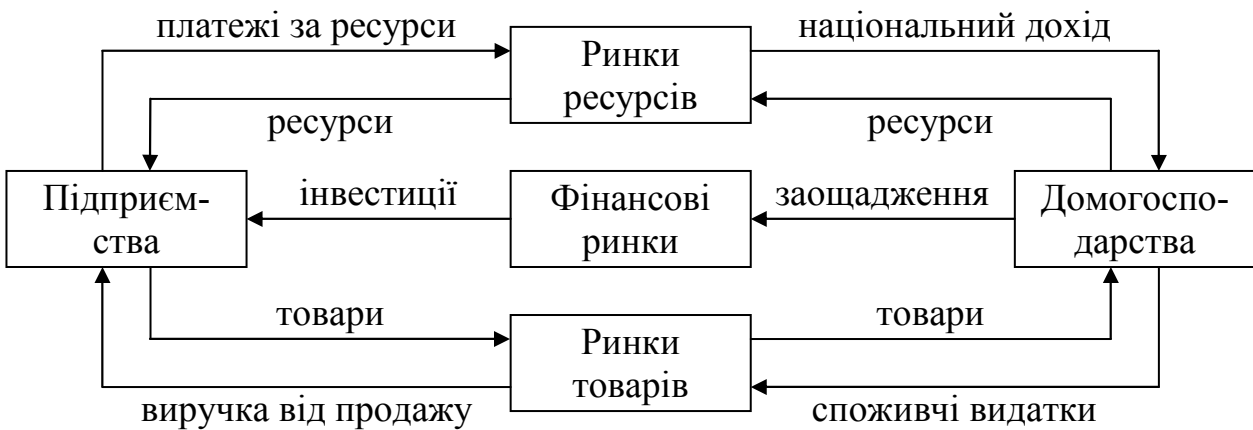 платежі за ресурси
національний дохід
Ринки
ресурсів
ресурси
ресурси
Підприєм-
ства
інвестиції
Фінансові
ринки
заощадження
Домогоспо-
дарства
товари
Ринки
товарів
товари
виручка від продажу
споживчі видатки